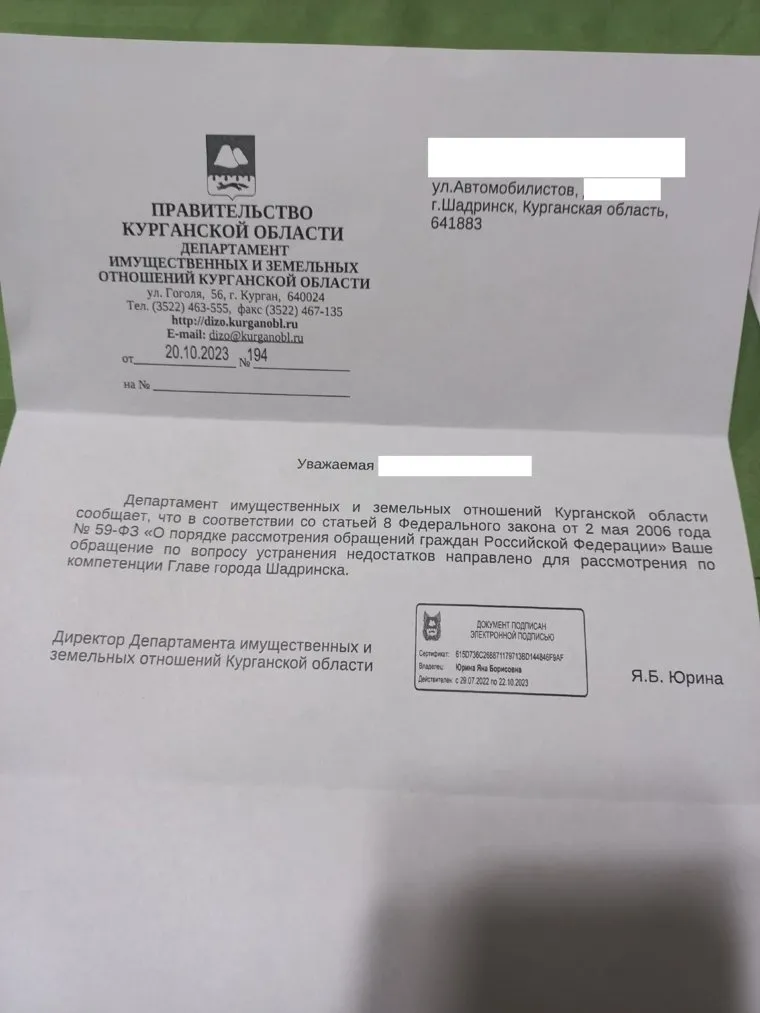 ПРАВИТЕЛЬСТВО
КУРГАНСКОЙ ОБЛАСТИ
ДЕПАРТАМЕНТ
ИМУЩЕСТВЕННЫХ И ЗЕМЕЛЬНЫХ
ОТНОШЕНИЙ КУРГАНСКОЙ ОБЛАСТИ
ул. Гоголя, 56, г. Курган, 640024
Тел. (3522) 463-555, факс (3522) 467-135
http://dizo.kurganobl.ru
E-mail: dizo@kurganobl.ru
от 20.10.2023 № 194
на №
ул.Автомобилистов,
г.Шадринск, Курганская область,
641883
Уважаемая
Департамент имущественных и земельных отношений Курганской области
сообщает, что в соответствии со статьей 8 Федерального закона от 2 мая 2006 года
№ 59-ФЗ «О порядке рассмотрения обращений граждан Российской Федерации» Ваше
обращение по вопросу устранения недостатков направлено для рассмотрения по
компетенции Главе города Шадринска.
Директор Департамента имущественных и
земельных отношений Курганской области
ДОКУМЕНТ ПОДПИСАН
ЭЛЕКТРОННОЙ ПОДПИСЬЮ
Сертификат:
Владелец: Юрина Яна Борисовна
Действителен с 29.07.2022 по 22.10.2023
Я.Б. Юрина